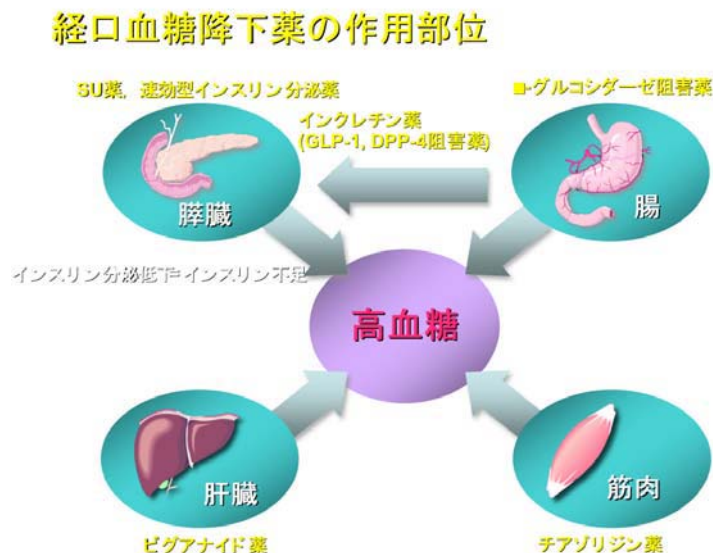 経口血糖降下薬の作用部位
SU薬, 速効型インスリン分泌薬
■-グルコシダーゼ阻害薬
インクレチン薬
(GLP-1, DPP-4阻害薬)
膵臓
腸
インスリン分泌低下=インスリン不足
高血糖
肝臓
筋肉
ビグアナイド薬
チアゾリジン薬